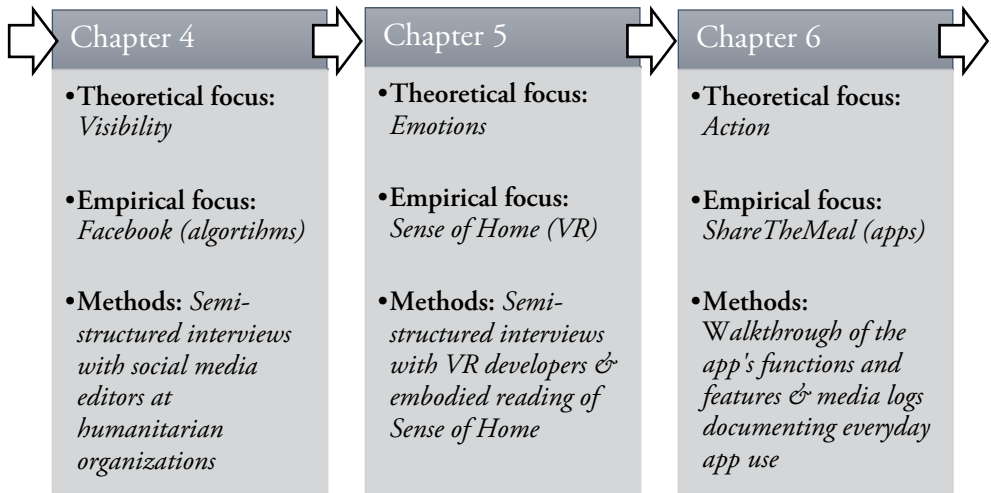 Chapter 4
•Theoretical focus:
Visibility
•Empirical focus:
Facebook (algortihms)
•Methods: Semi-
structured interviews
with social media
editors at
humanitarian
organizations
Chapter 5
•Theoretical focus:
Emotions
•Empirical focus:
Sense of Home (VR)
•Methods: Semi-
structured interviews
with VR developers &
embodied reading of
Sense of Home
Chapter 6
•Theoretical focus:
Action
•Empirical focus:
ShareTheMeal (apps)
•Methods:
Walkthrough of the
app's functions and
features & media logs
documenting everyday
app use